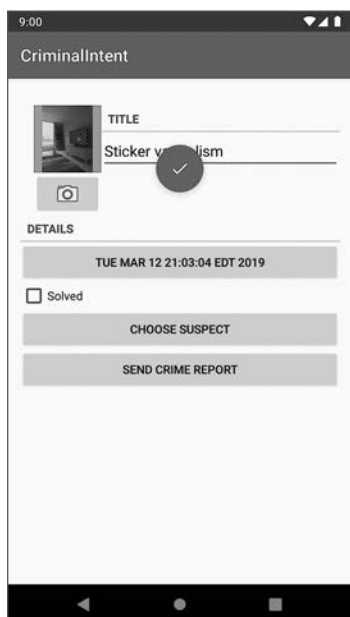 9:00
CriminalIntent
TITLE
Sticker lism
DETAILS
TUE MAR 12 21:03:04 EDT 2019
Solved
CHOOSE SUSPECT
SEND CRIME REPORT